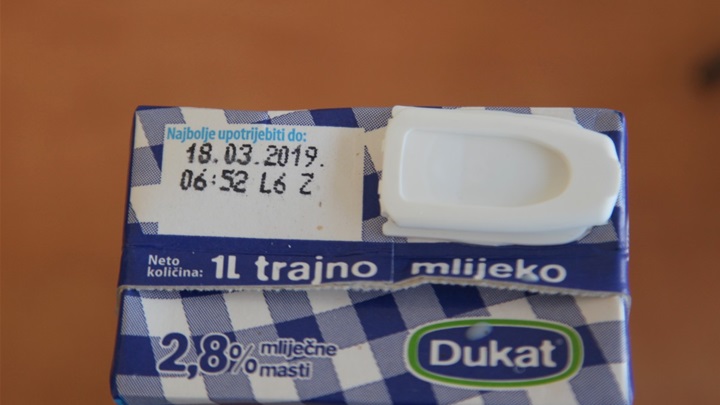 Najbolje upotrijebiti do:
18.03.2019.
06:52 L6 Z
Neto
količina: 1L trajno mlijeko
2,8% mliječne
masti
Dukat